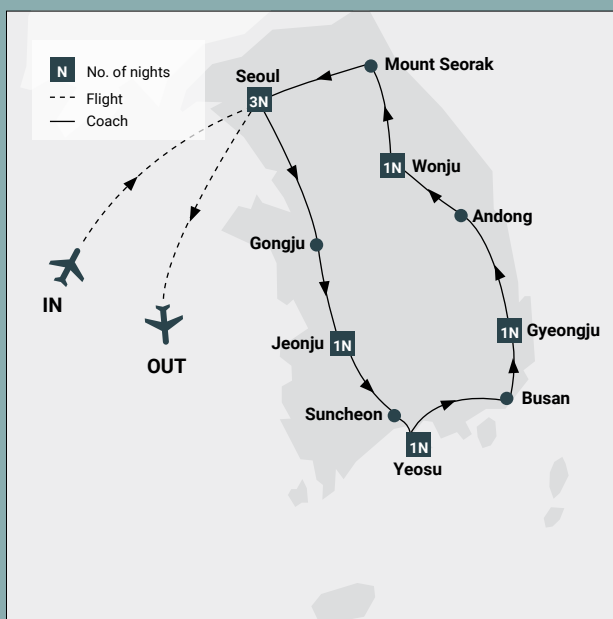 N No. of nights
Flight
Coach
Seoul
3N
Mount Seorak
1N Wonju
Andong
Gongju
IN
OUT
Jeonju 1N
1N Gyeongju
Suncheon
Busan
1N
Yeosu